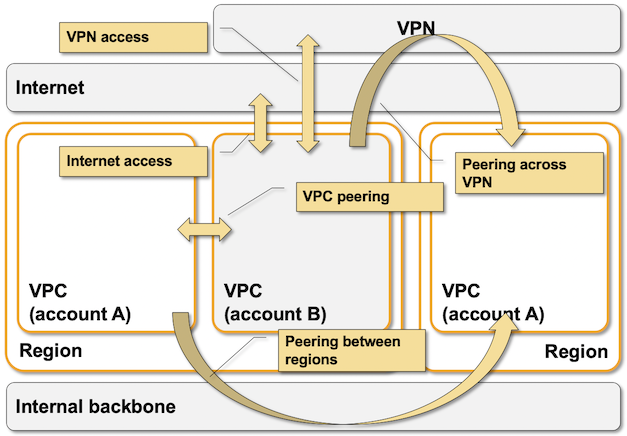 VPN
VPN access
Internet
Internet access
Peering across
VPN
VPC peering
VPC
(account A)
VPC
(account B)
VPC
(account A)
Peering between
regions
Region
Region
Internal backbone